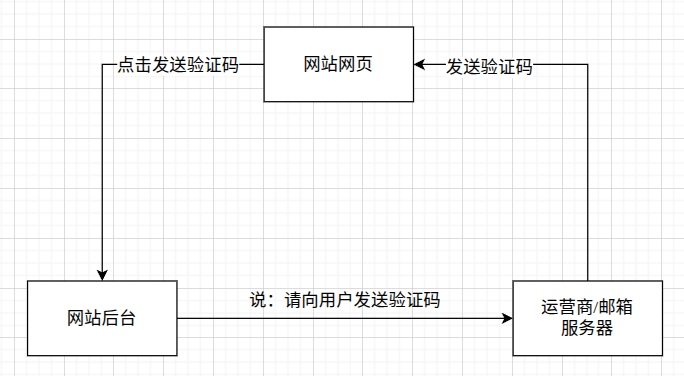 网站网页
点击发送验证码
发送验证码
说：请向用户发送验证码
网站后台
运营商/邮箱
服务器